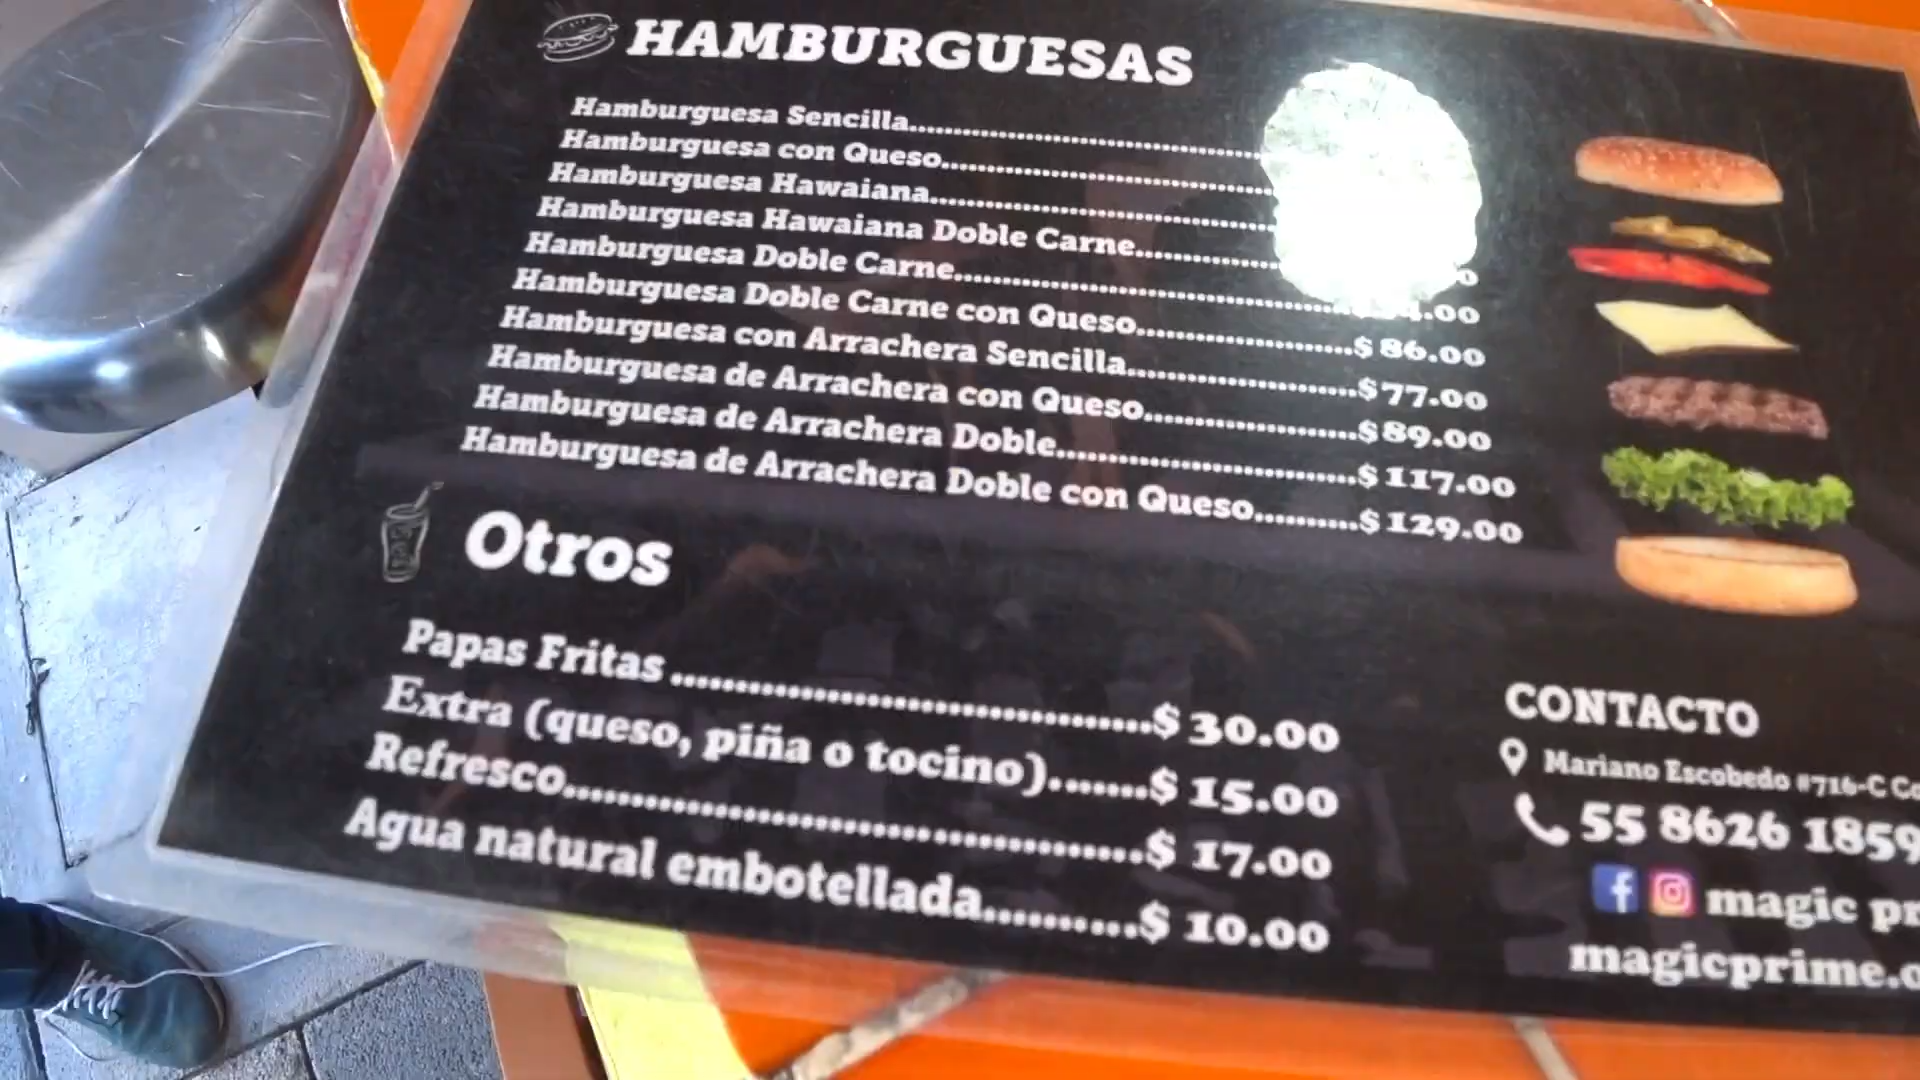 HAMBURGUESAS
Hamburguesa Sencilla
Hamburguesa con Queso
Hamburguesa Hawaiana
Hamburguesa Hawaiana Doble Carne
Hamburguesa Doble Carne
Hamburguesa Doble Carne con Queso $ 86.00
Hamburguesa con Arrachera Sencilla $ 77.00
Hamburguesa de Arrachera con Queso $ 89.00
Hamburguesa de Arrachera Doble $ 117.00
Hamburguesa de Arrachera Doble con Queso $ 129.00
Otros
Papas Fritas $ 30.00
Extra (queso, piña o tocino) $ 15.00
Refresco $ 17.00
Agua natural embotellada $ 10.00
CONTACTO
Mariano Escobedo #716-C
55 8626 1859
magic
magicprime